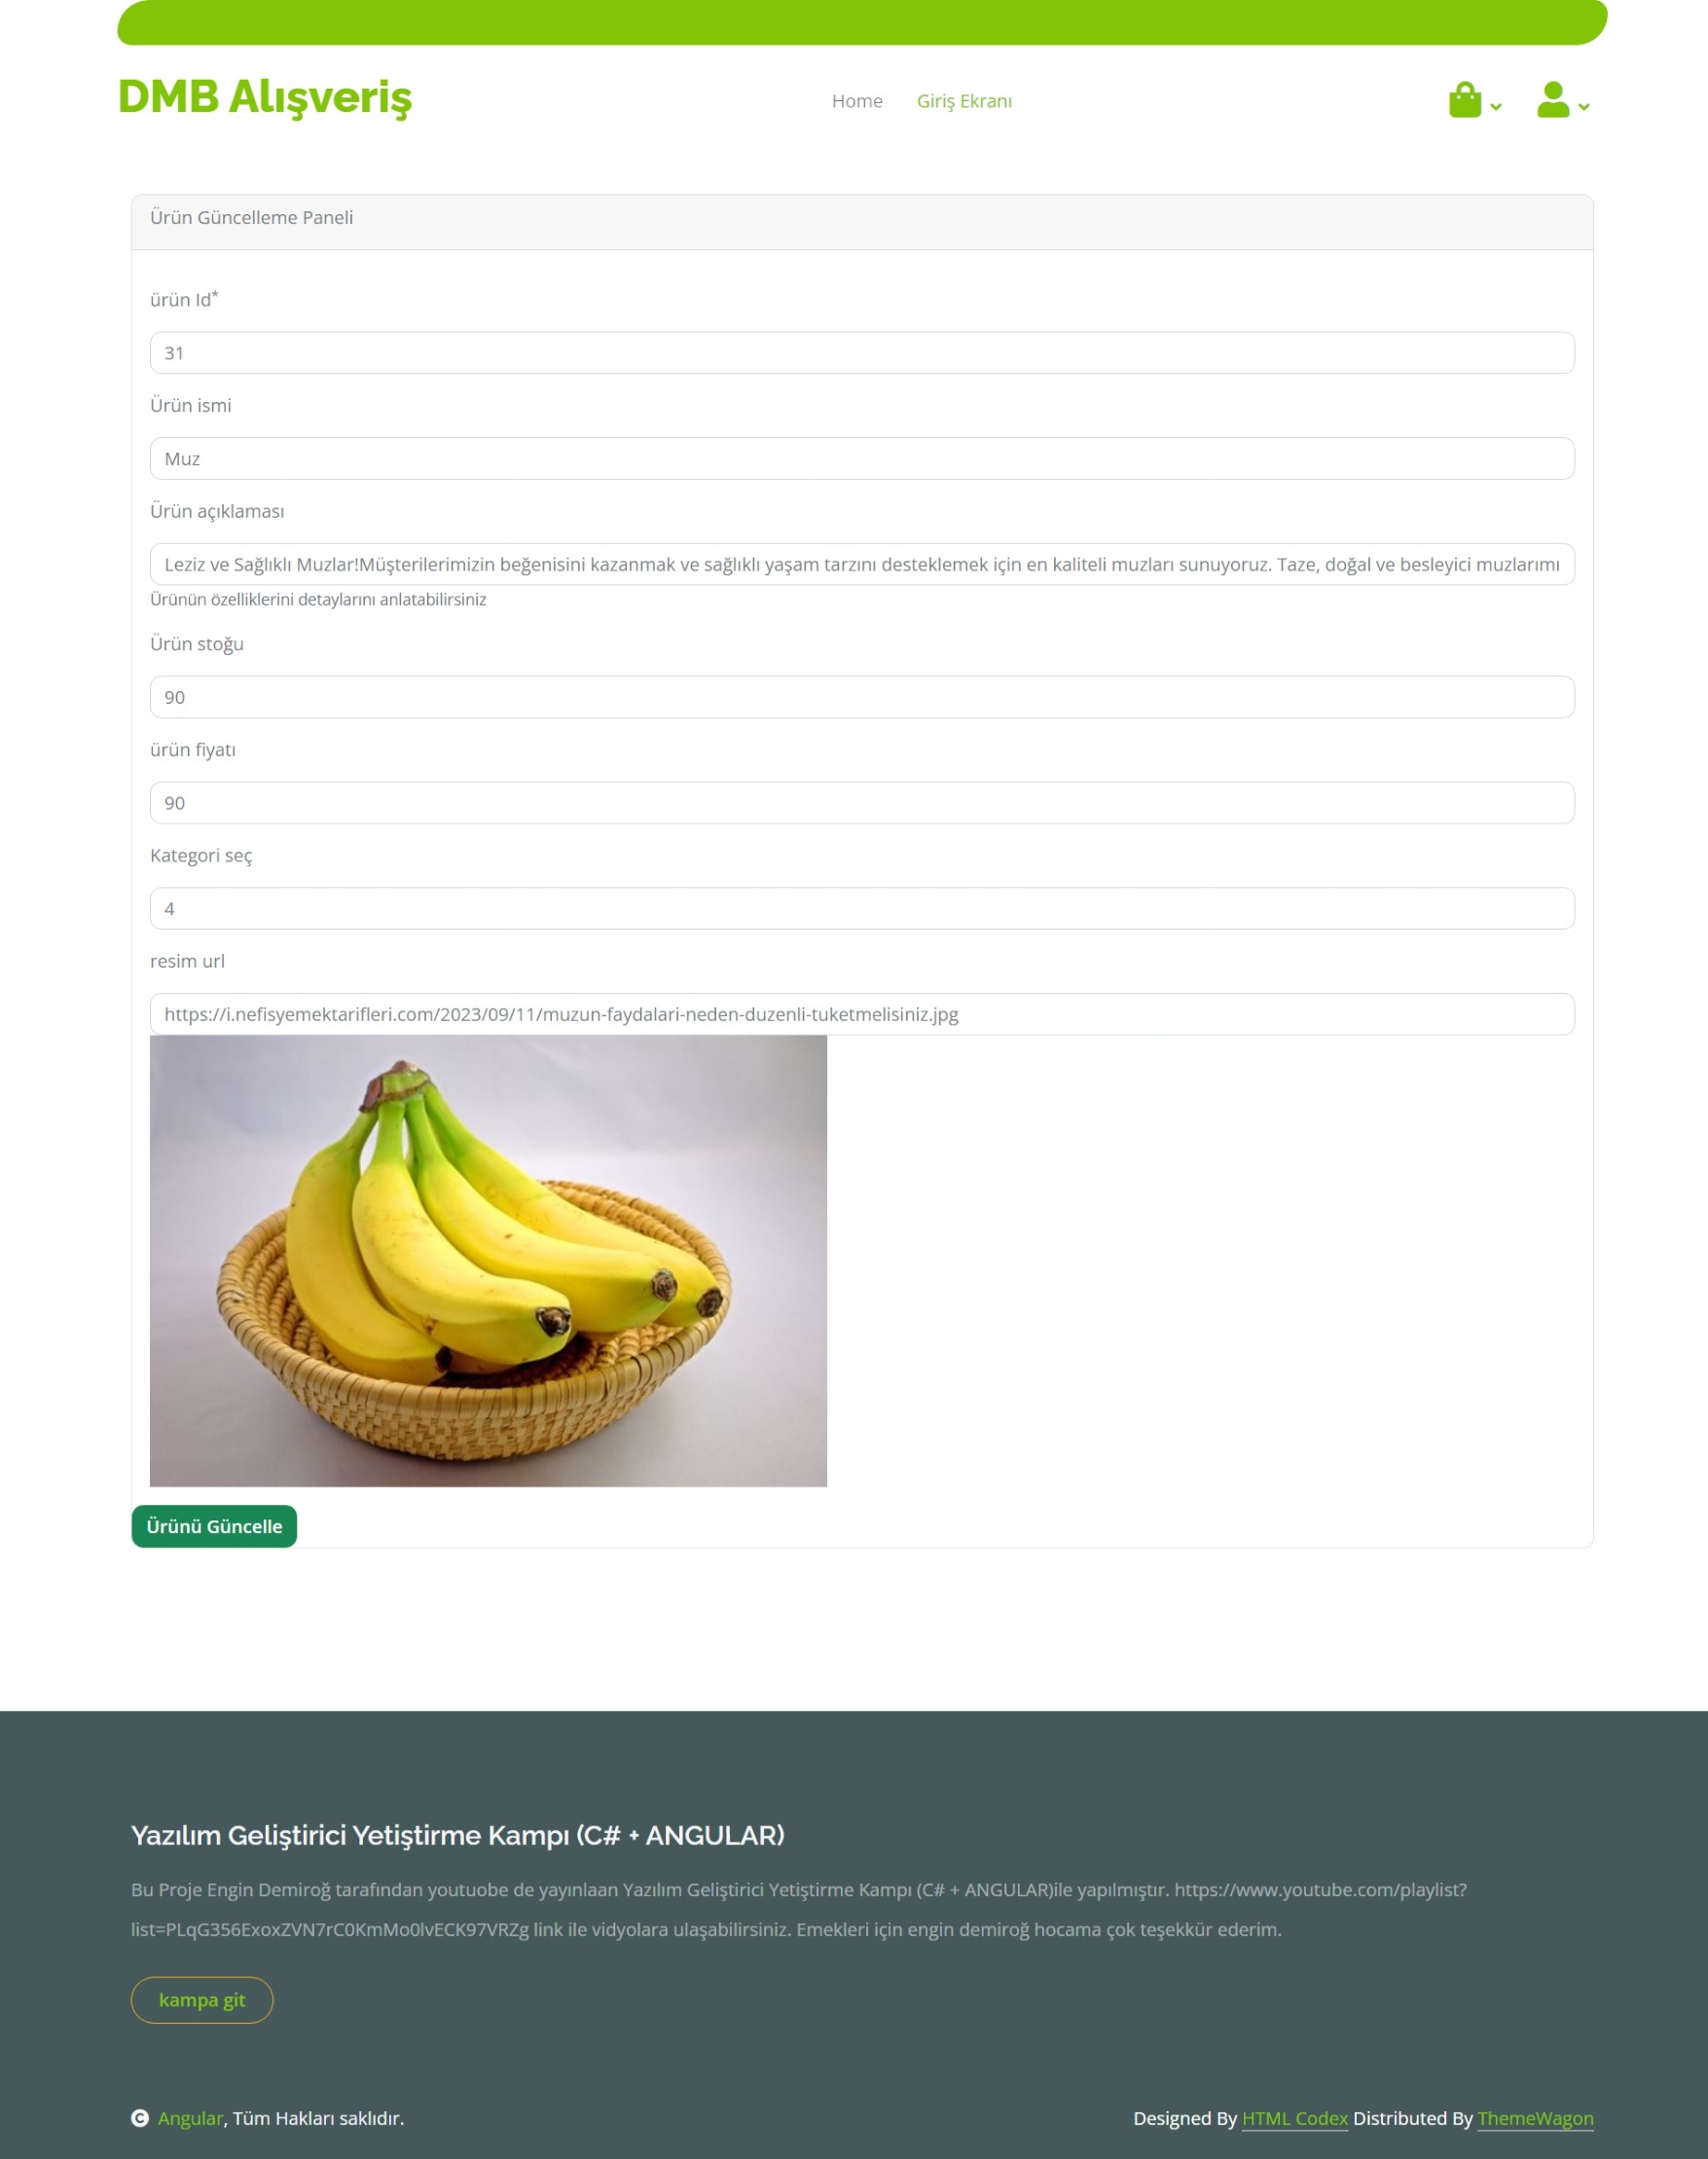 DMB Alışveriş
Home
Giriş Ekranı
Ürün Güncelleme Paneli
ürün Id*
31
Ürün ismi
Muz
Ürün açıklaması
Leziz ve Sağlıklı Muzlar!Müşterilerimizin beğenisini kazanmak ve sağlıklı yaşam tarzını desteklemek için en kaliteli muzları sunuyoruz. Taze, doğal ve besleyici muzlarımı
Ürünün özelliklerini detaylarını anlatabilirsiniz
Ürün stoğu
90
ürün fiyatı
90
Kategori seç
4
resim url
https://i.nefisyemektarifleri.com/2023/09/11/muzun-faydalari-neden-duzenli-tuketmelisiniz.jpg
Ürünü Güncelle
Yazılım Geliştirici Yetiştirme Kampı (C# + ANGULAR)
Bu Proje Engin Demiroğ tarafından youtuobe de yayınlaan Yazılım Geliştirici Yetiştirme Kampı (C# + ANGULAR)ile yapılmıştır. https://www.youtube.com/playlist?
list=PLqG356ExoxZVN7rC0KmMo0lvECK97VRZg link ile vidyolara ulaşabilirsiniz. Emekleri için engin demiroğ hocama çok teşekkür ederim.
kampa git
© Angular, Tüm Hakları saklıdır.
Designed By HTML Codex Distributed By ThemeWagon